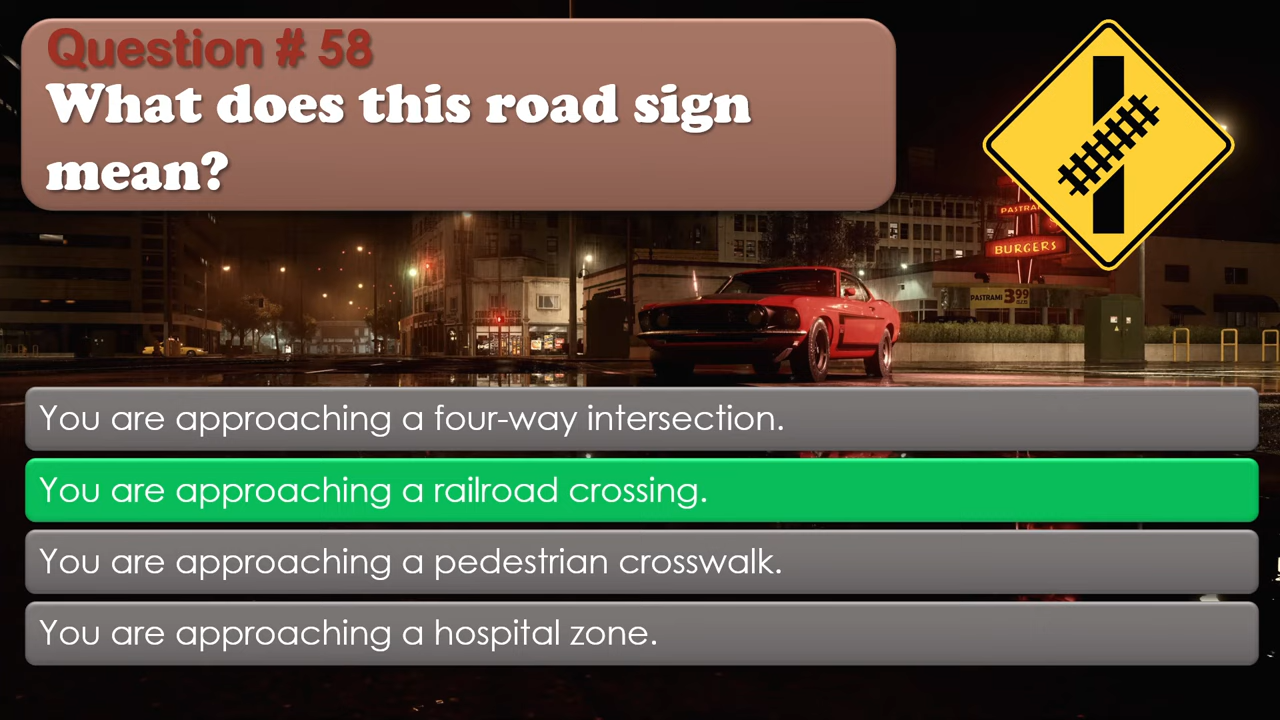 Question # 58
What does this road sign
mean?
PASTRAMI
BURGERS
PASTRAMI 3.99
You are approaching a four-way intersection.
You are approaching a railroad crossing.
You are approaching a pedestrian crosswalk.
You are approaching a hospital zone.